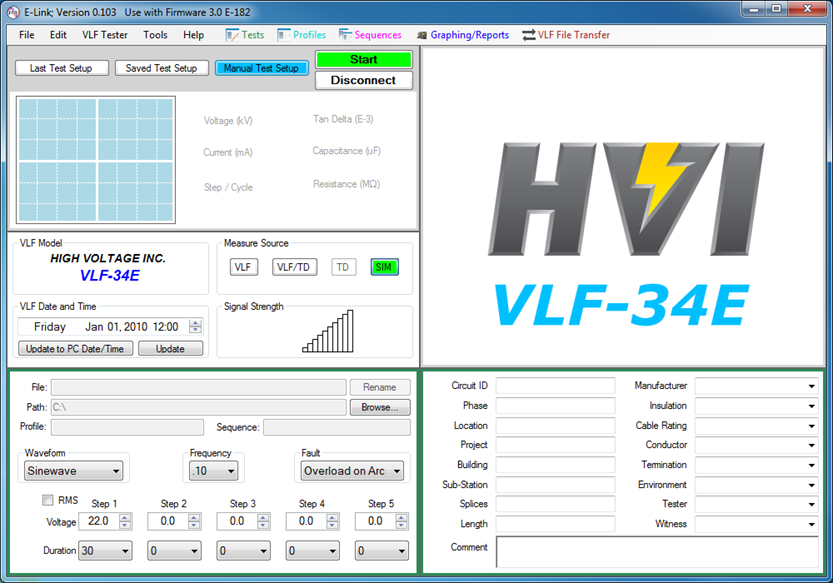 E-Link; Version 0.103   Use with Firmware 3.0 E-182
File Edit VLF Tester Tools Help Tests Profiles Sequences Graphing/Reports VLF File Transfer
Last Test Setup Saved Test Setup Manual Test Setup Start
Disconnect
Voltage (kV) Tan Delta (E-3)
Current (mA) Capacitance (uF)
Step / Cycle Resistance (MΩ)
HVI
VLF-34E
VLF Model
HIGH VOLTAGE INC.
VLF-34E
Measure Source
VLF VLF/TD TD SIM
VLF Date and Time
Friday Jan 01, 2010 12:00
Update to PC Date/Time Update
Signal Strength
File: Rename
Path: C:\ Browse...
Profile: Sequence:
Waveform Frequency Fault
Sinewave .10 Overload on Arc
RMS Step 1 Step 2 Step 3 Step 4 Step 5
Voltage 22.0 0.0 0.0 0.0 0.0
Duration 30 0 0 0 0
Circuit ID Manufacturer
Phase Insulation
Location Cable Rating
Project Conductor
Building Termination
Sub-Station Environment
Splices Tester
Length Witness
Comment